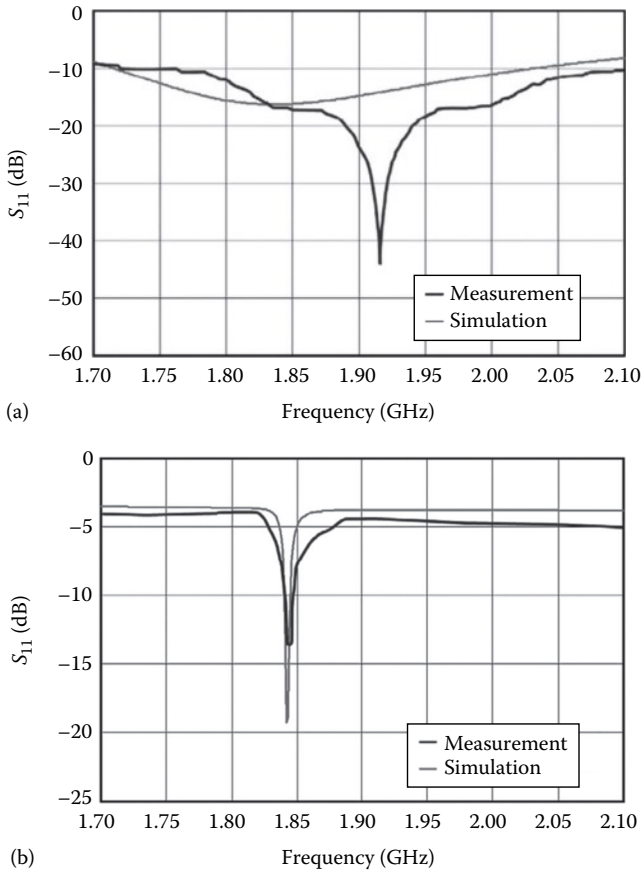 0
−10
−20
−30
−40
−50
−60
S11 (dB)
Measurement
Simulation
1.70 1.75 1.80 1.85 1.90 1.95 2.00 2.05 2.10
(a)
Frequency (GHz)
0
−5
−10
−15
−20
−25
S11 (dB)
Measurement
Simulation
1.70 1.75 1.80 1.85 1.90 1.95 2.00 2.05 2.10
(b)
Frequency (GHz)